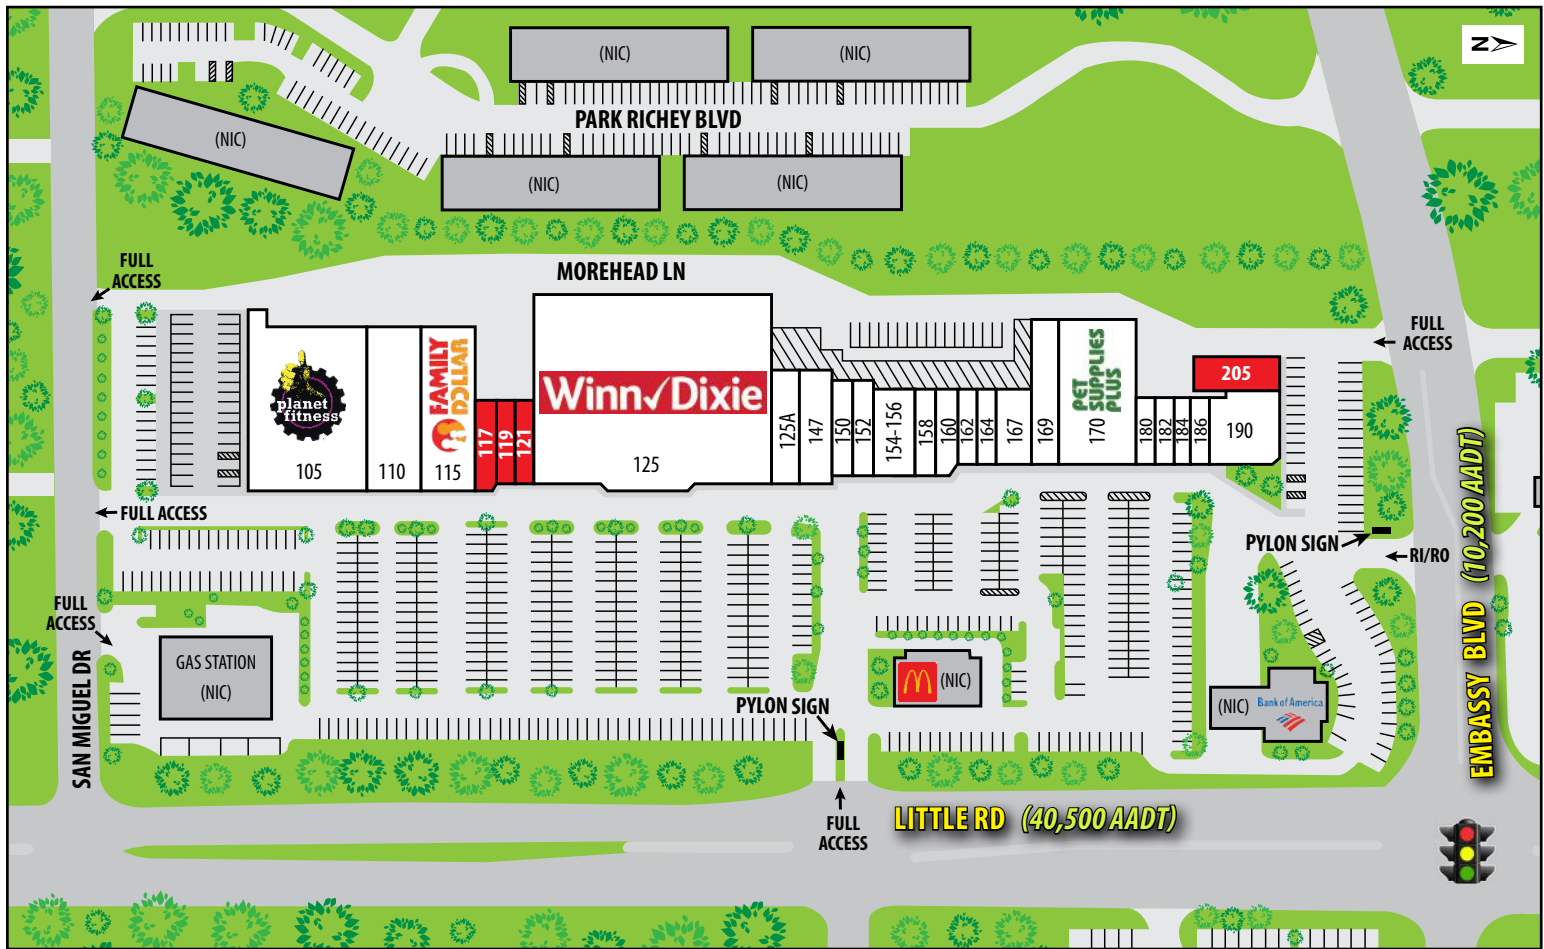 (NIC)
(NIC)
N
PARK RICHEY BLVD
(NIC)
(NIC)
(NIC)
FULL
ACCESS
MOREHEAD LN
FULL
ACCESS
planet
fitness
105
110
FAMILY
DOLLAR
115
117
119
121
Winn Dixie
125
125A
147
150
152
154-156
158
160
162
164
167
169
PET
SUPPLIES
PLUS
170
180
182
184
186
190
205
FULL ACCESS
PYLON SIGN
RI/RO
FULL
ACCESS
GAS STATION
(NIC)
SAN MIGUEL DR
(NIC)
PYLON SIGN
(NIC)
Bank of America
EMBASSY BLVD (10,200 AADT)
LITTLE RD (40,500 AADT)
FULL
ACCESS